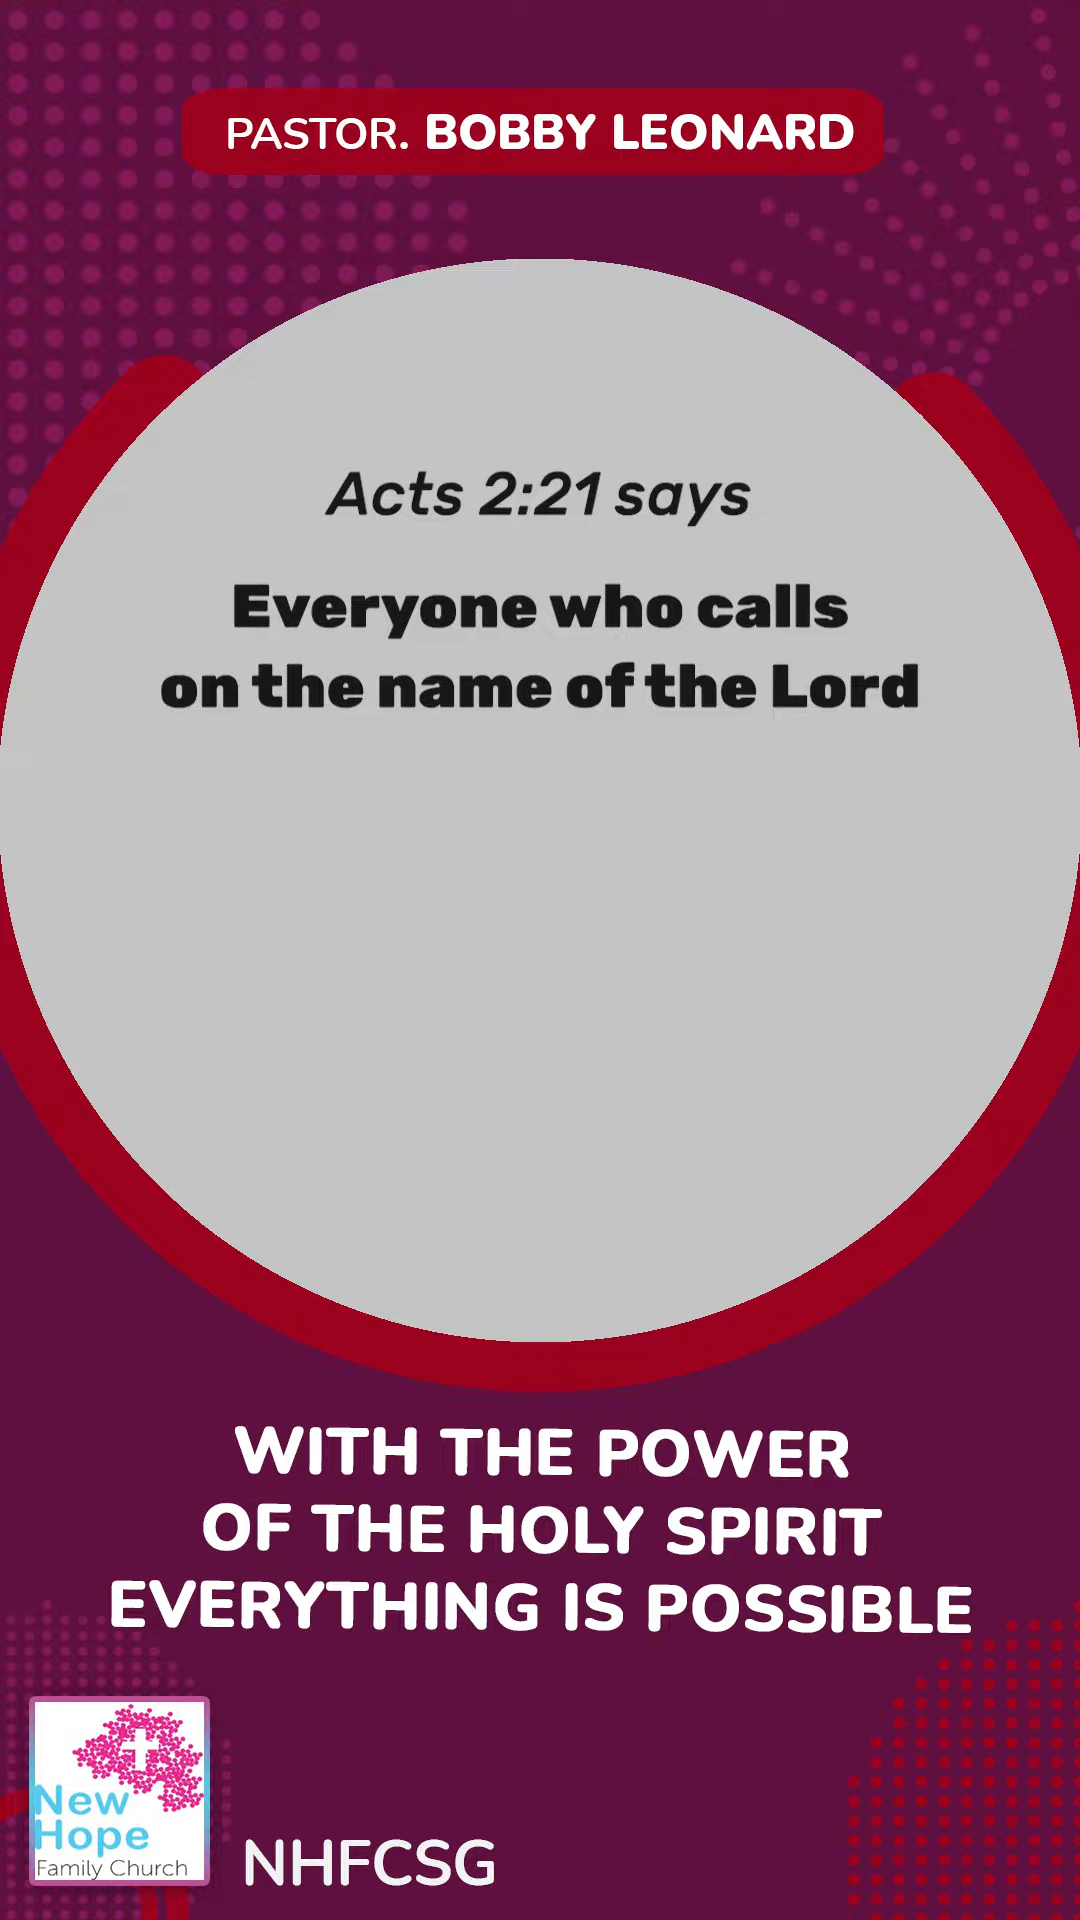 PASTOR. BOBBY LEONARD
Acts 2:21 says
Everyone who calls
on the name of the Lord
WITH THE POWER
OF THE HOLY SPIRIT
EVERYTHING IS POSSIBLE
New
Hope
Family Church
NHFCSG